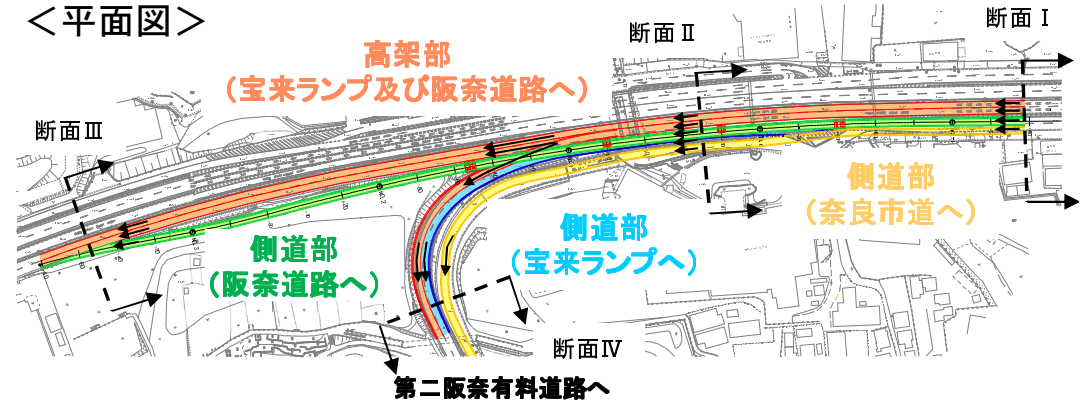 ＜平面図＞
断面Ⅰ
断面Ⅱ
高架部
（宝来ランプ及び阪奈道路へ）
断面Ⅲ
側道部
（奈良市道へ）
側道部
（宝来ランプへ）
側道部
（阪奈道路へ）
断面Ⅳ
第二阪奈有料道路へ